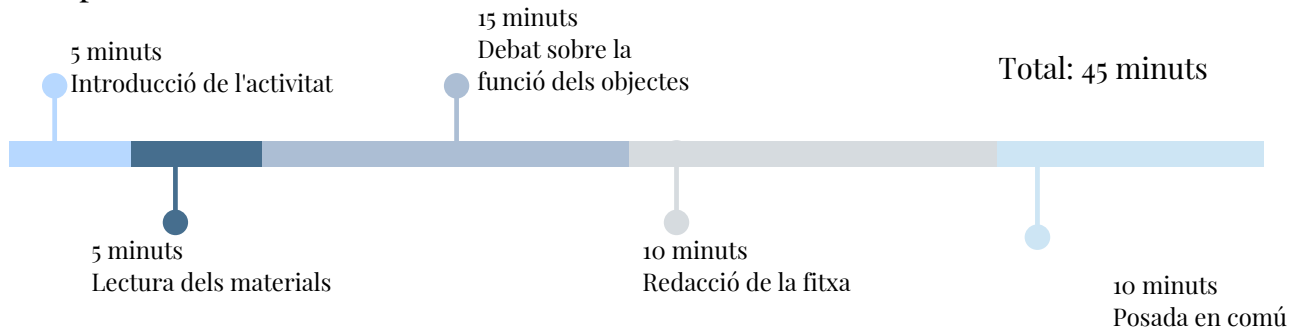 15 minuts
Debat sobre la
funció dels objectes
5 minuts
Introducció de l'activitat
Total: 45 minuts
5 minuts
Lectura dels materials
10 minuts
Redacció de la fitxa
10 minuts
Posada en comú